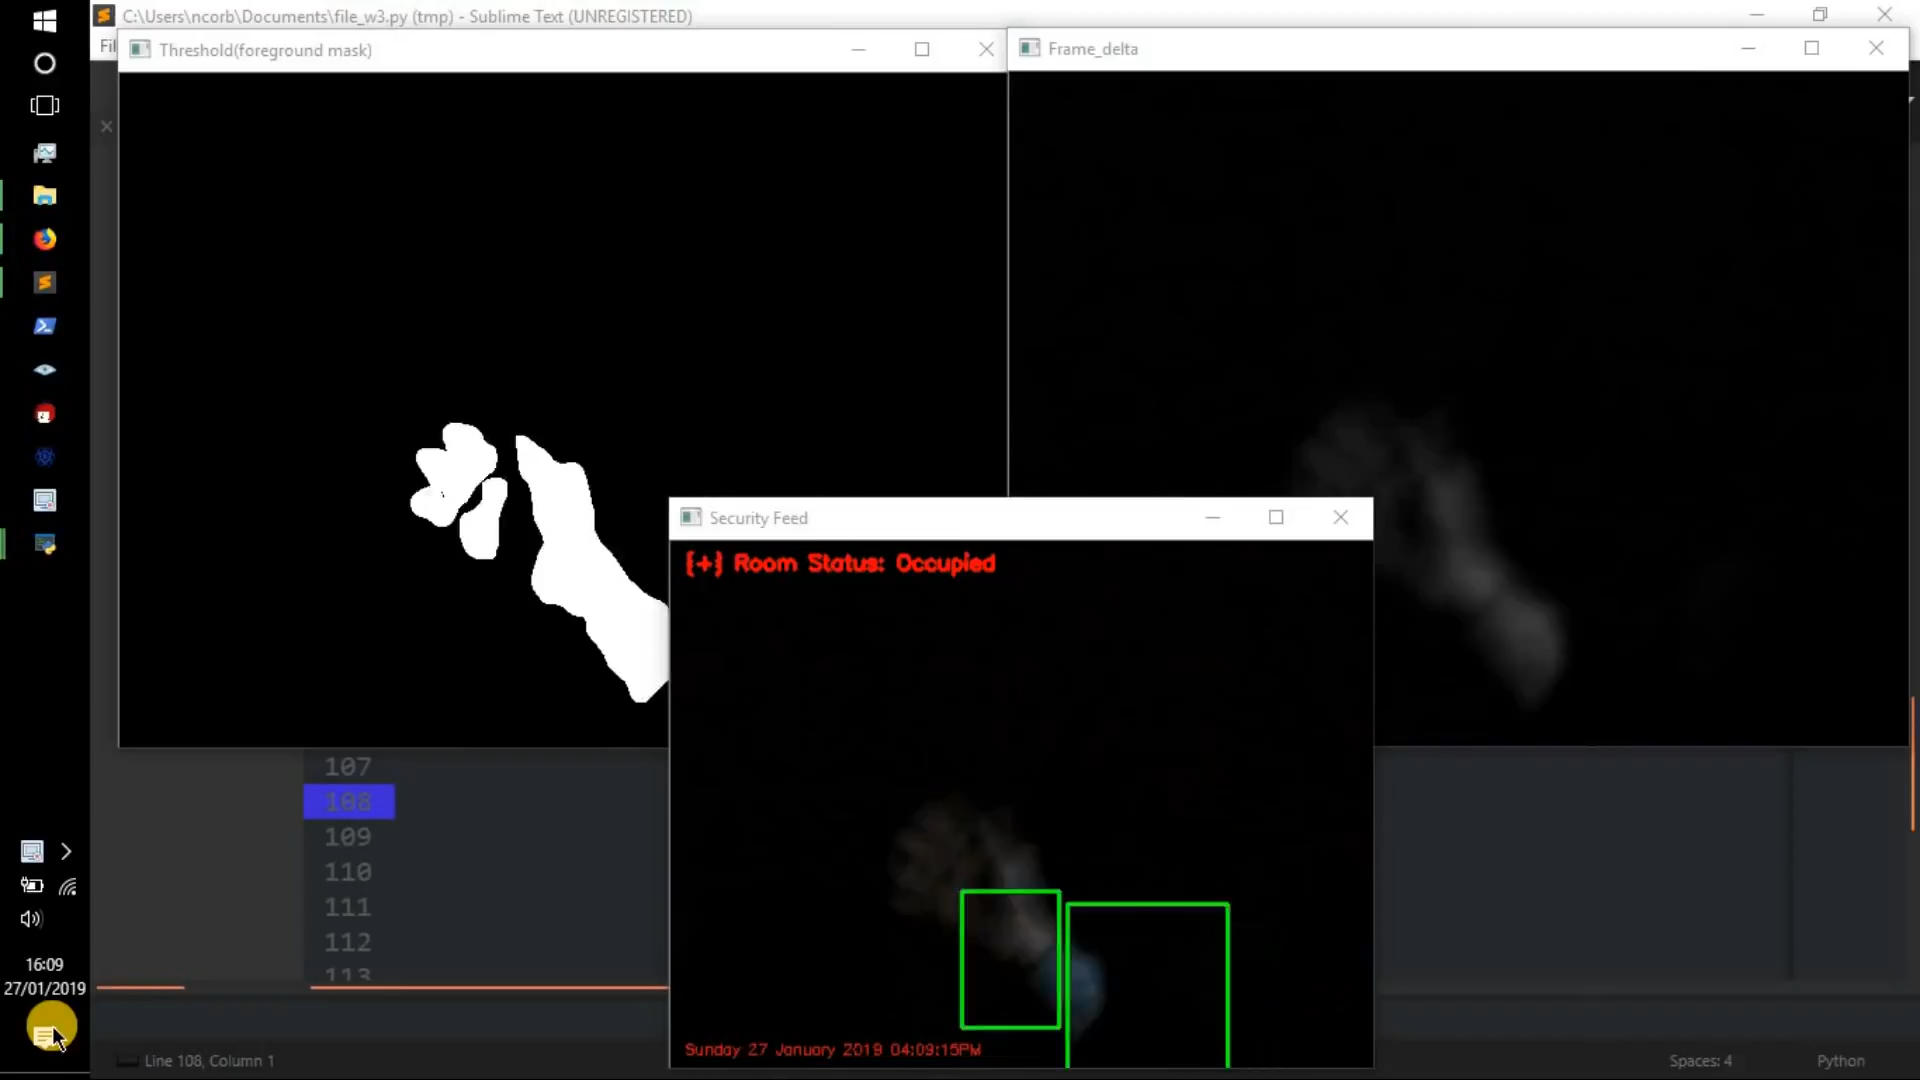 C:\Users\ncorb\Documents\file_w3.py (tmp) - Sublime Text (UNREGISTERED)
Fil
Threshold(foreground mask)
Frame_delta
Security Feed
[+] Room Status: Occupied
107
108
109
110
111
112
113
16:09
27/01/2019
Sunday 27 January 2019 04:09:15PM
Line 108, Column 1
Spaces: 4
Python